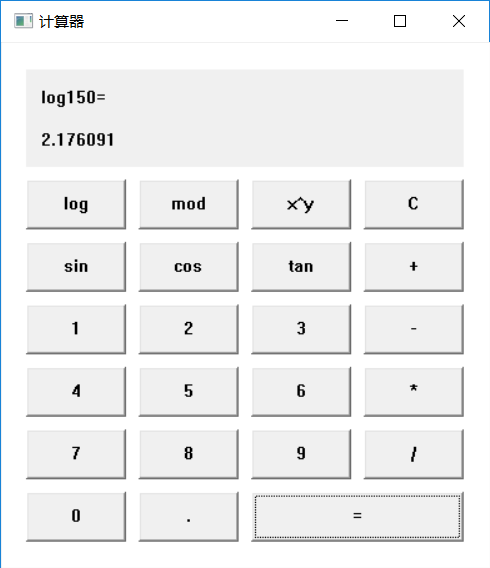 计算器
log150=
2.176091
log mod x^y C
sin cos tan +
1 2 3 -
4 5 6 *
7 8 9 /
0 . =